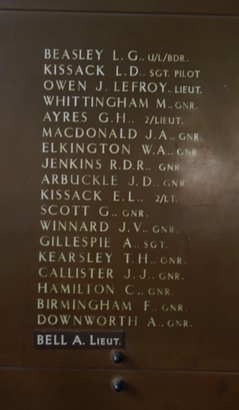 BEASLEY L. G.. U/L/BDR.
KISSACK L. D.. SGT. PILOT
OWEN J. LEFROY.. LIEUT.
WHITTINGHAM M.. GNR.
AYRES G. H.. 2/LIEUT.
MACDONALD J. A.. GNR.
ELKINGTON W. A.. GNR
JENKINS R. D. R.. GNR
ARBUCKLE J. D.. GNR
KISSACK E. L.. 2/LT.
SCOTT G.. GNR.
WINNARD J. V.. GNR.
GILLESPIE A.. SGT.
KEARSLEY T. H.. GNR.
CALLISTER J. J.. GNR.
HAMILTON C.. GNR.
BIRMINGHAM F.. GNR.
DOWNWORTH A.. GNR.
BELL A. LIEUT.